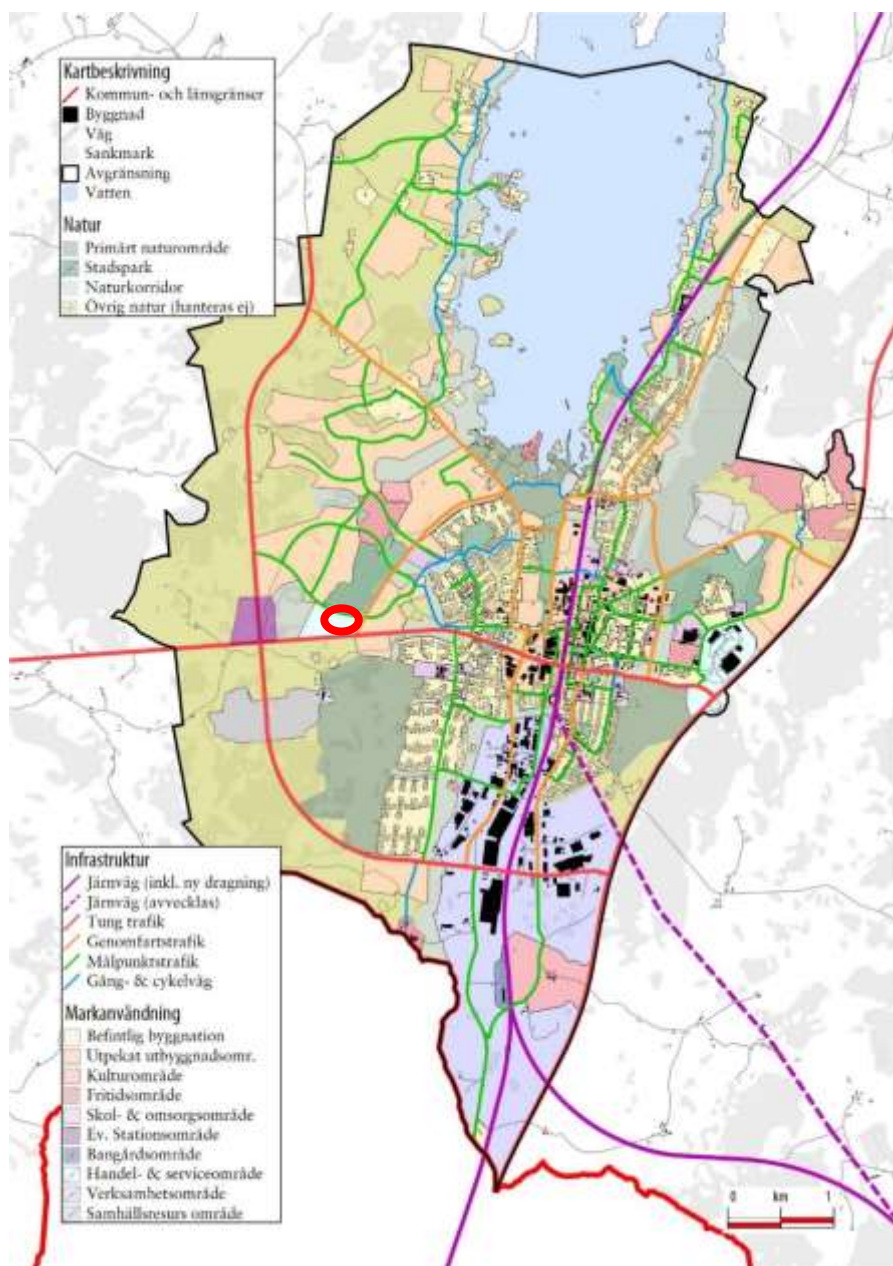 Kartbeskrivning
Kommun- och länsgränser
Byggnad
Väg
Sankmark
Avgränsning
Vatten
Natur
Primärt naturområde
Stadspark
Naturkorridor
Övrig natur (hanteras ej)
Infrastruktur
Järnväg (inkl. ny dragning)
Järnväg (avvecklas)
Tung trafik
Genomfartstrafik
Målpunktstrafik
Gång- & cykelväg
Markanvändning
Befintlig byggnation
Utpekat utbyggnadsomr.
Kulturområde
Fritidsområde
Skol- & omsorgsområde
Ev. Stationsområde
Bangårdsområde
Handel- & serviceområde
Verksamhetsområde
Samhällsresurs område
0 km 1